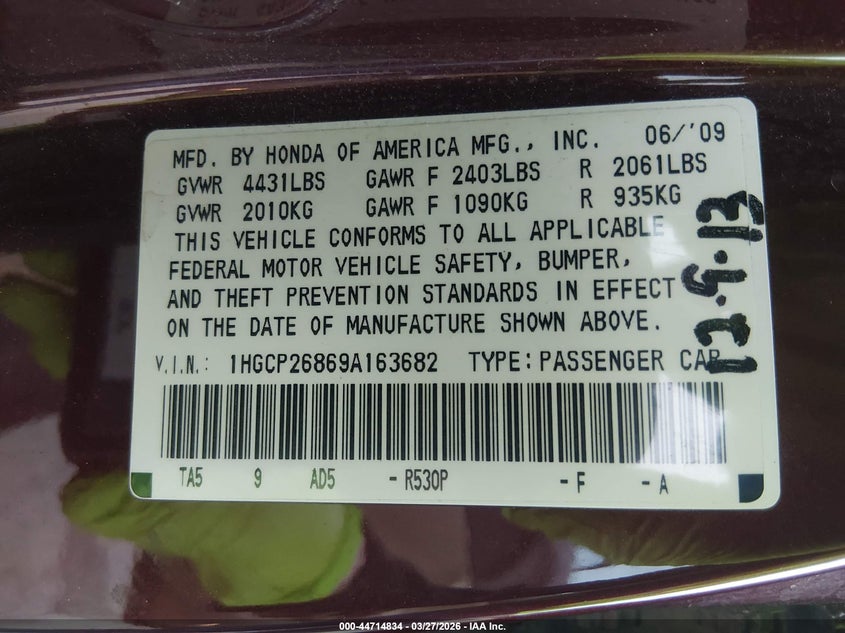 MFD. BY HONDA OF AMERICA MFG., INC. 06/'09
GVWR 4431LBS GAWR F 2403LBS R 2061LBS
GVWR 2010KG GAWR F 1090KG R 935KG
THIS VEHICLE CONFORMS TO ALL APPLICABLE
FEDERAL MOTOR VEHICLE SAFETY, BUMPER,
AND THEFT PREVENTION STANDARDS IN EFFECT
ON THE DATE OF MANUFACTURE SHOWN ABOVE.
V.I.N.: 1HGCP26869A163682 TYPE: PASSENGER CAR
TA5 9 AD5 - R530P - F - A
12.9.13
000-44714834 - 03/27/2026 - IAA Inc.